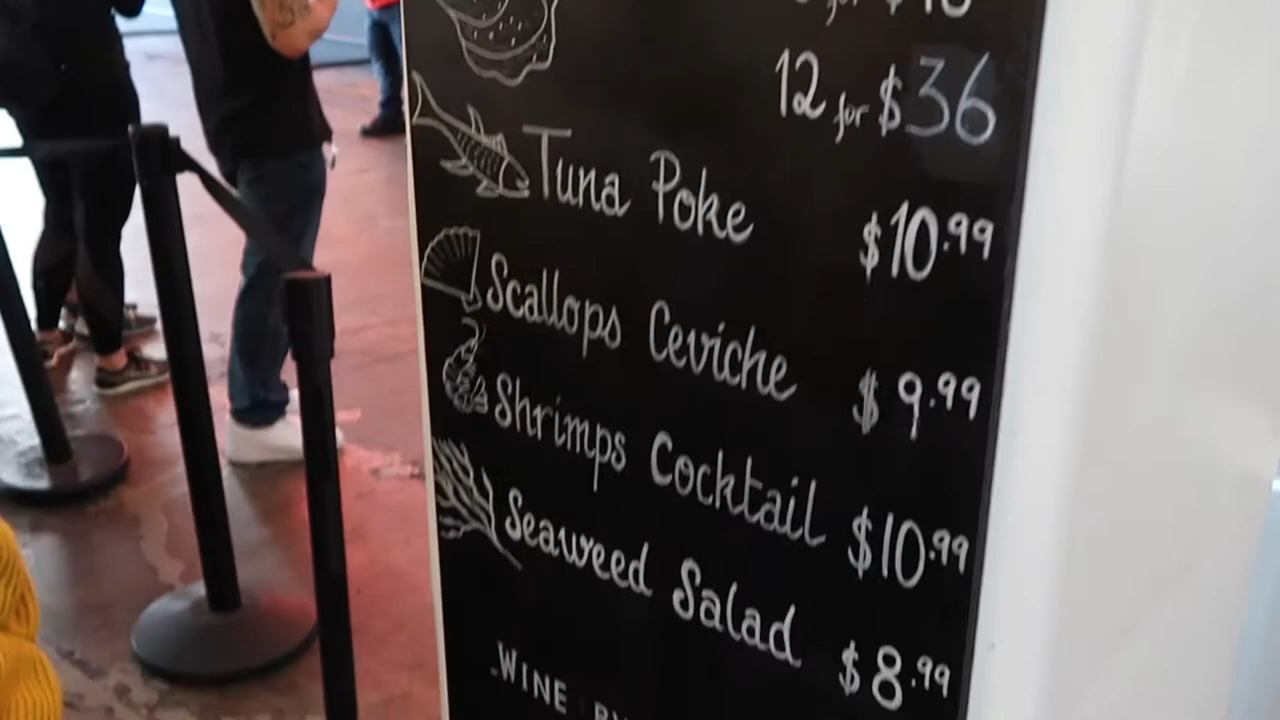 12 for $36
Tuna Poke $10.99
Scallops Ceviche $9.99
Shrimps Cocktail $10.99
Seaweed Salad $8.99
-WINE